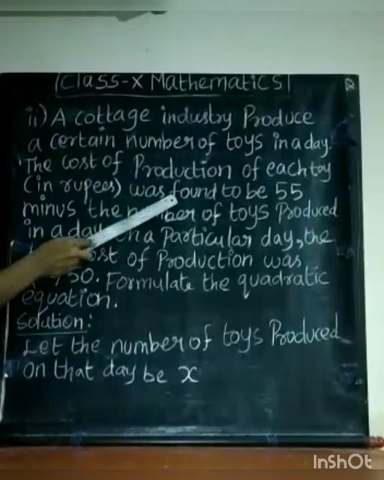 Class-X Mathematics
ii) A cottage industry Produce
a certain number of toys in a day.
The cost of Production of each toy
(in rupees) was found to be 55
minus the number of toys Produced
in a day. a Particular day, the
of Production was
50. Formulate the quadratic
equation.
Solution:
Let the number of toys Produced
on that day be x
InShOt